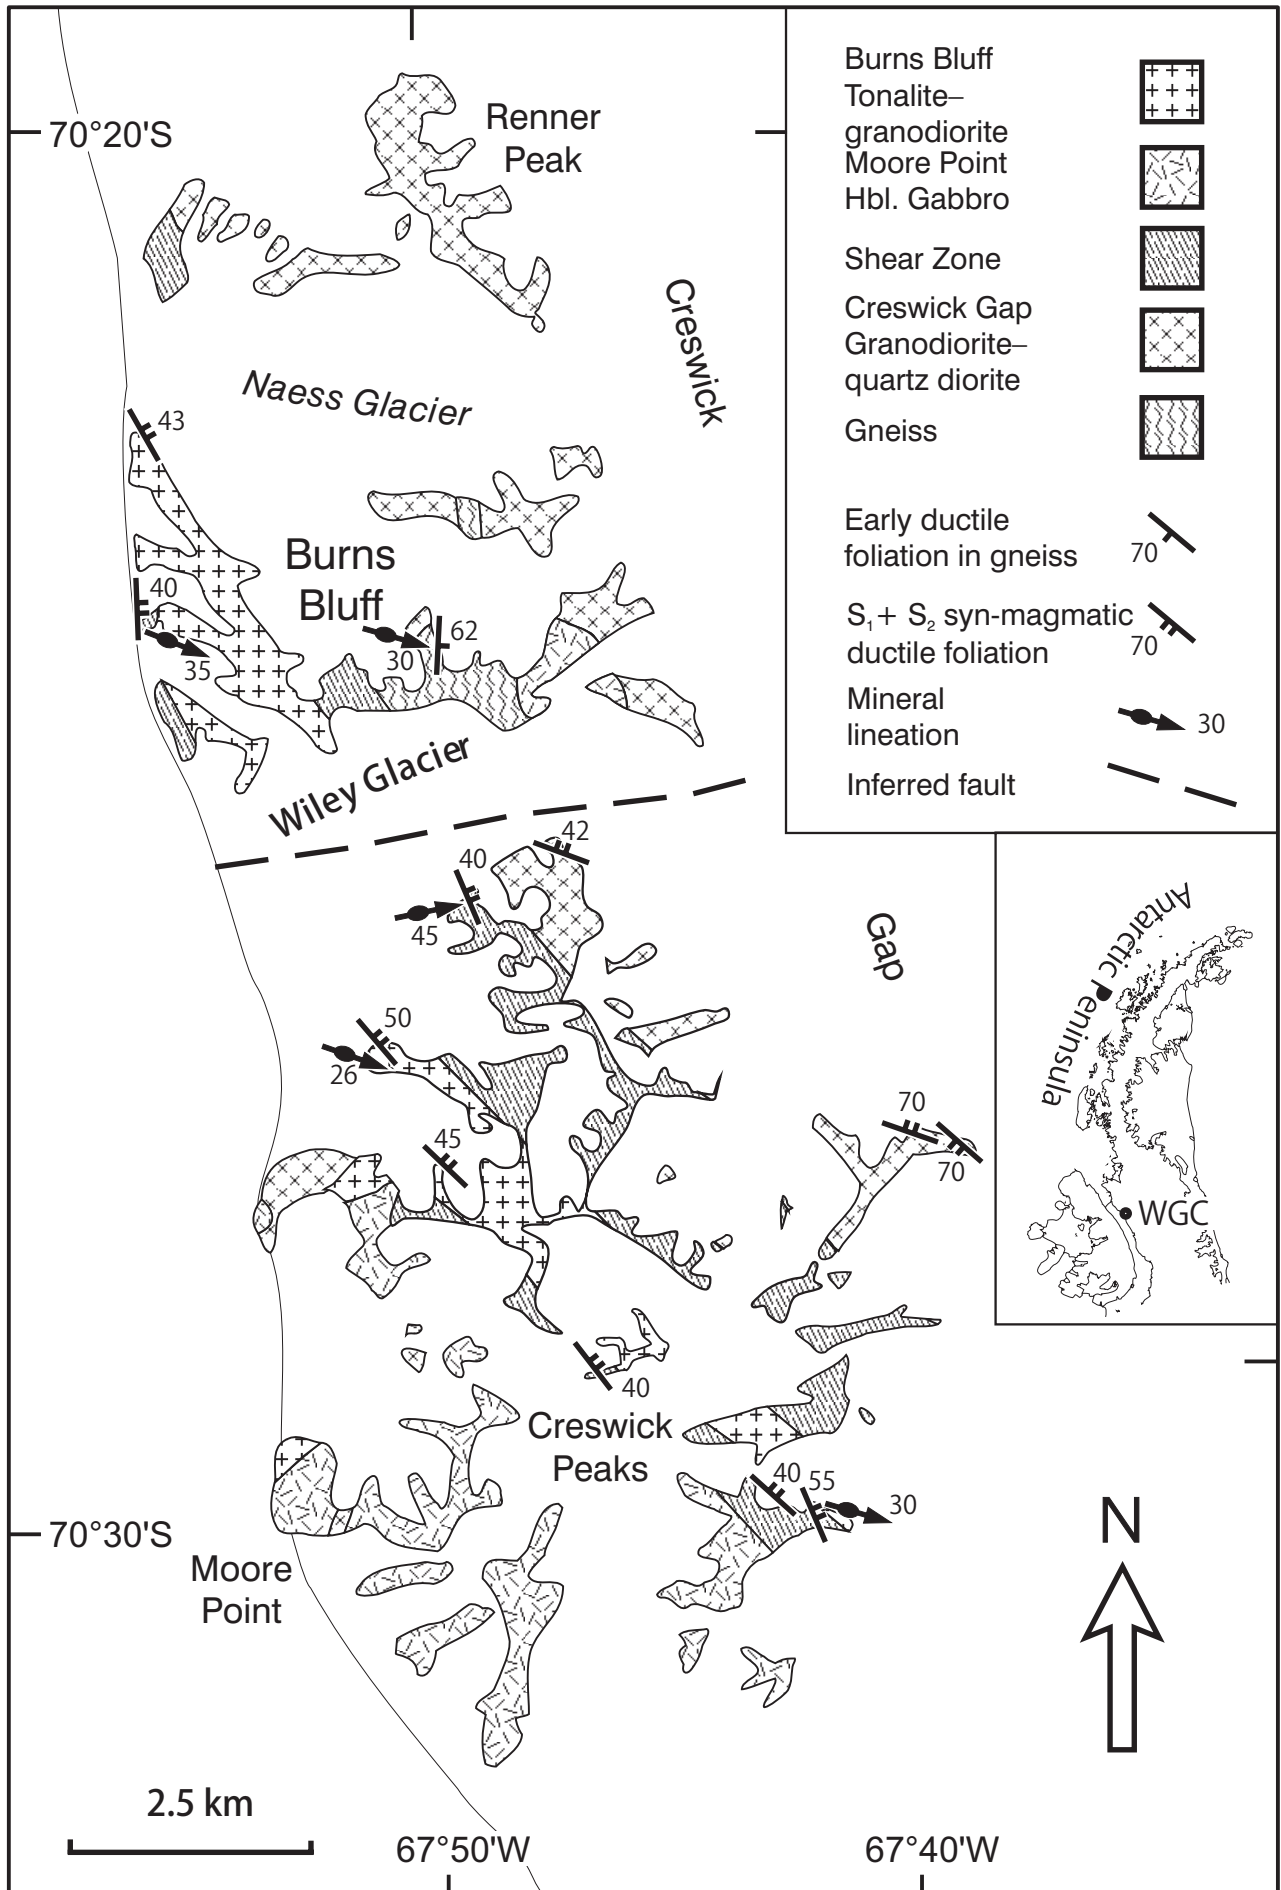 70°20'S
Renner
Peak
Creswick
Naess Glacier
43
Burns
Bluff
40
35
30
62
Wiley Glacier
42
40
45
Gap
50
26
45
70
70
40
Creswick
Peaks
40
55
30
70°30'S
Moore
Point
N
2.5 km
67°50'W
67°40'W
Burns Bluff
Tonalite–
granodiorite
Moore Point
Hbl. Gabbro
Shear Zone
Creswick Gap
Granodiorite–
quartz diorite
Gneiss
Early ductile
foliation in gneiss
70
S₁+ S₂ syn-magmatic
ductile foliation
70
Mineral
lineation
30
Inferred fault
Antarctic Peninsula
WGC